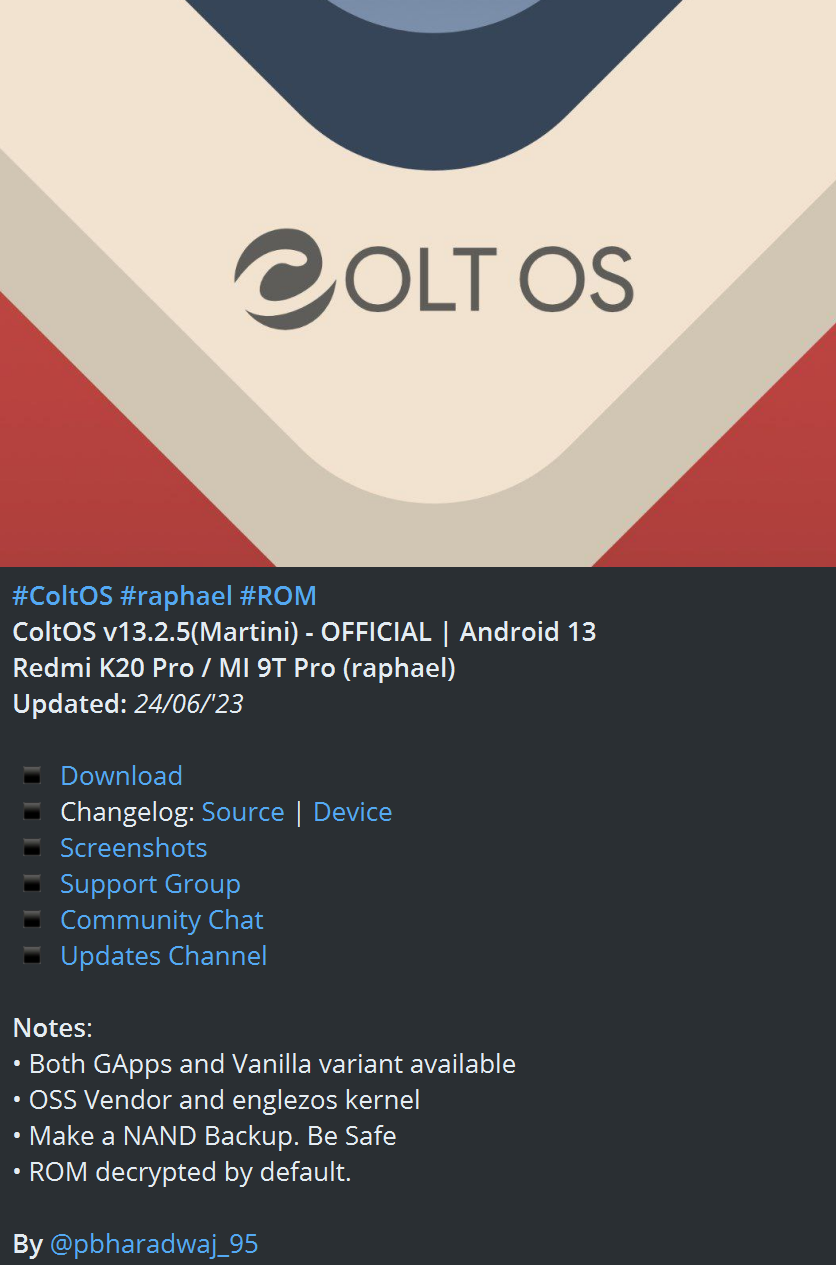 COLT OS
#ColtOS #raphael #ROM
ColtOS v13.2.5(Martini) - OFFICIAL | Android 13
Redmi K20 Pro / MI 9T Pro (raphael)
Updated: 24/06/'23
▪ Download
▪ Changelog: Source | Device
▪ Screenshots
▪ Support Group
▪ Community Chat
▪ Updates Channel
Notes:
• Both GApps and Vanilla variant available
• OSS Vendor and englezos kernel
• Make a NAND Backup. Be Safe
• ROM decrypted by default.
By @pbharadwaj_95